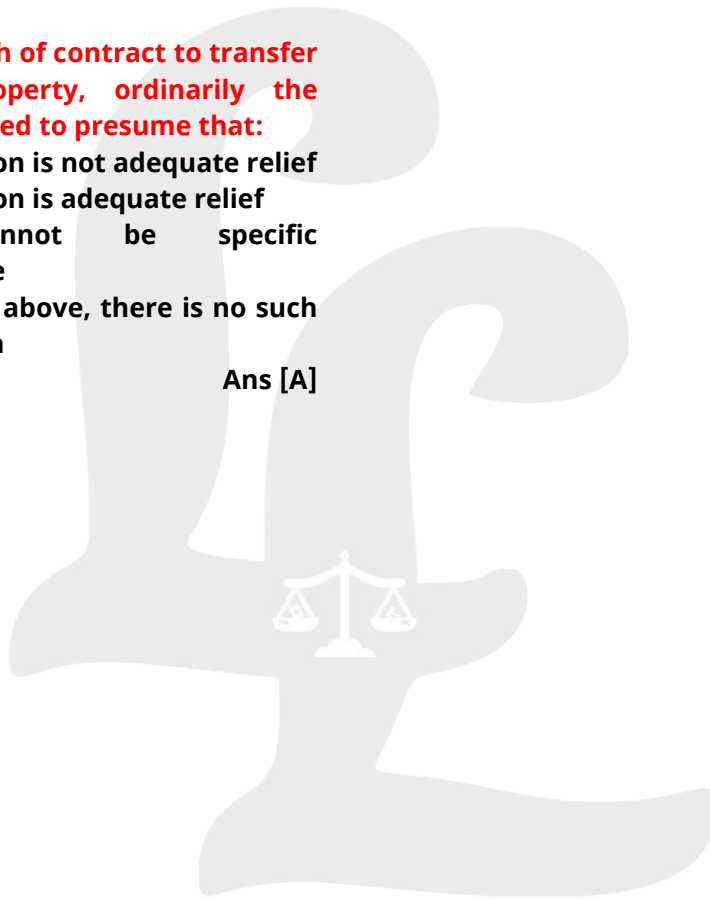 h of contract to transfer
operty, ordinarily the
ed to presume that:
on is not adequate relief
on is adequate relief
nnot be specific
e
above, there is no such
n
Ans [A]